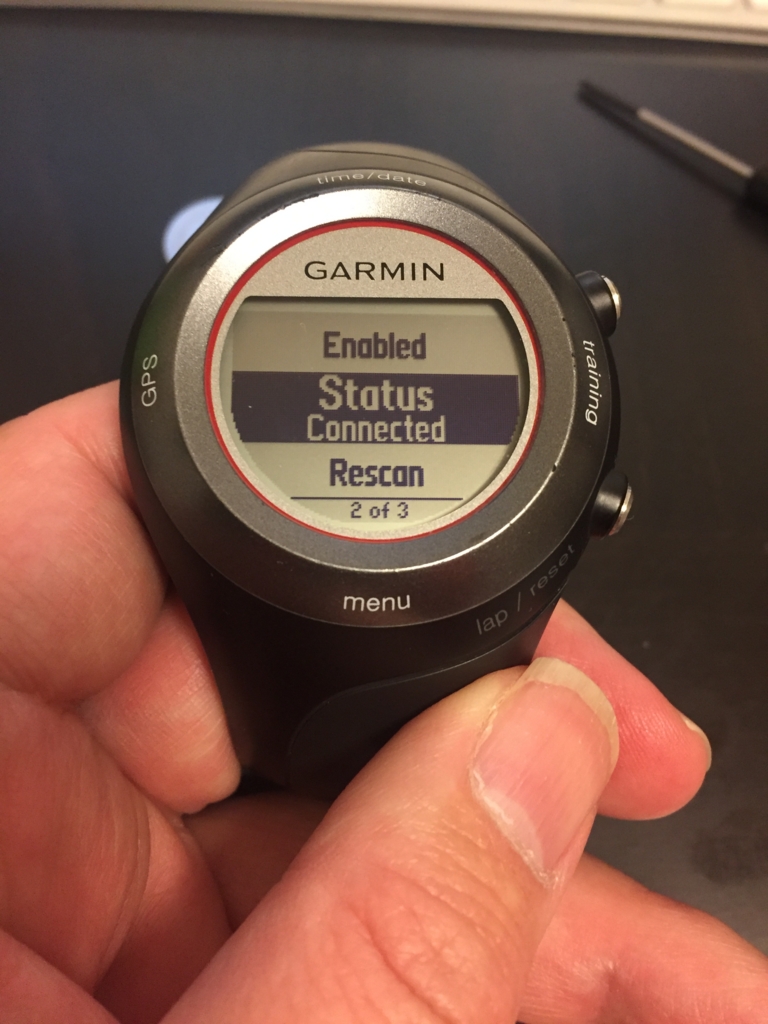 time/date
GARMIN
GPS
Enabled
Status
Connected
Rescan
2 of 3
training
menu
lap / reset